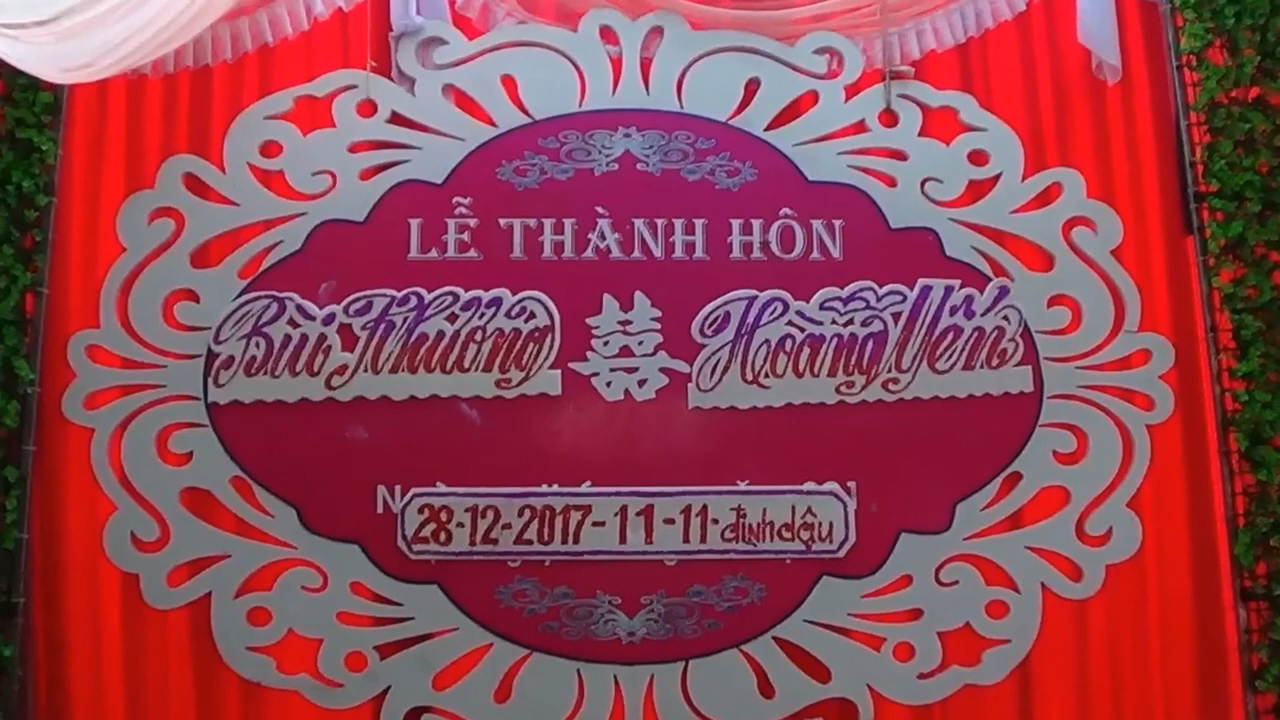 LỄ THÀNH HÔN
Bùi Phương 囍 Hoàng Yến
28-12-2017-11-11-đinh dậu